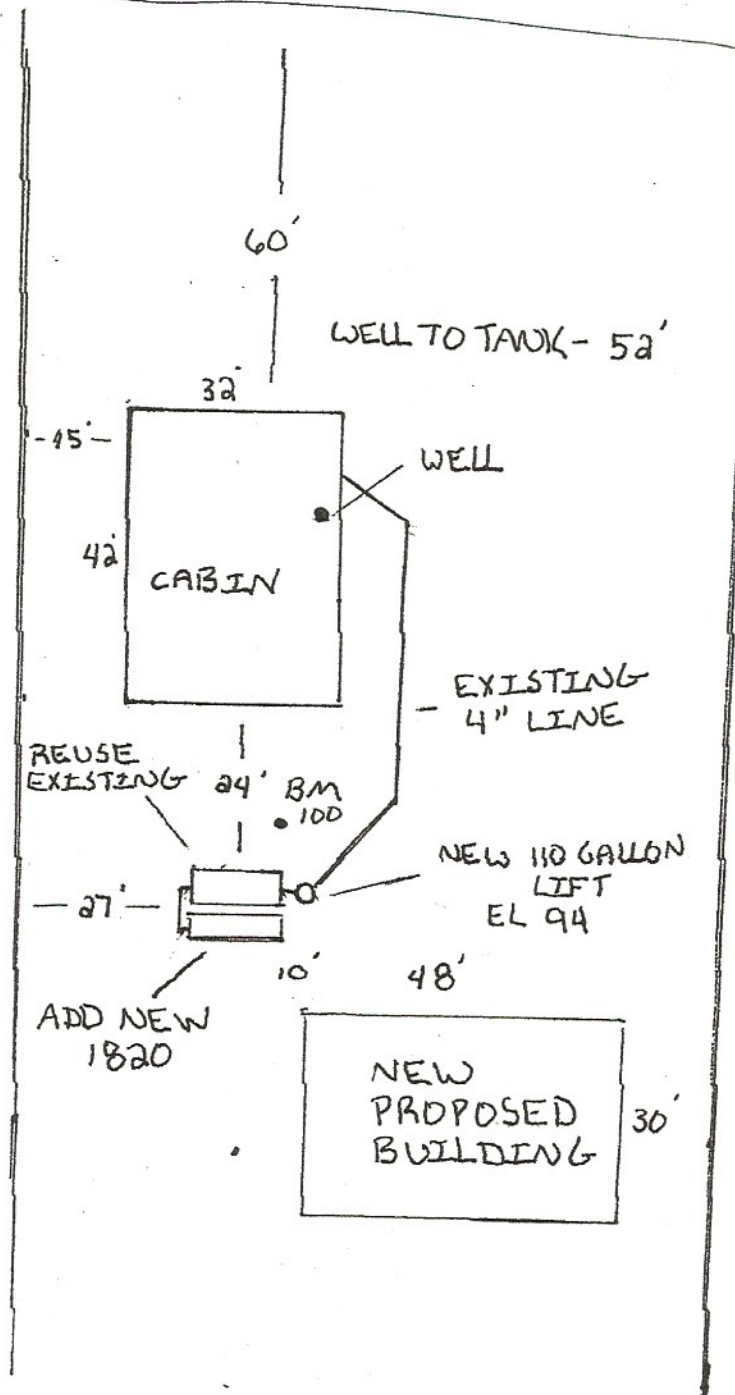 60'
WELL TO TANK - 52'
32'
-15'-
WELL
42'
CABIN
EXISTING
4" LINE
REUSE
EXISTING
24'
BM
100
NEW 110 GALLON
LIFT
EL 94
-27'-
10'
48'
ADD NEW
1820
NEW
PROPOSED
BUILDING
30'